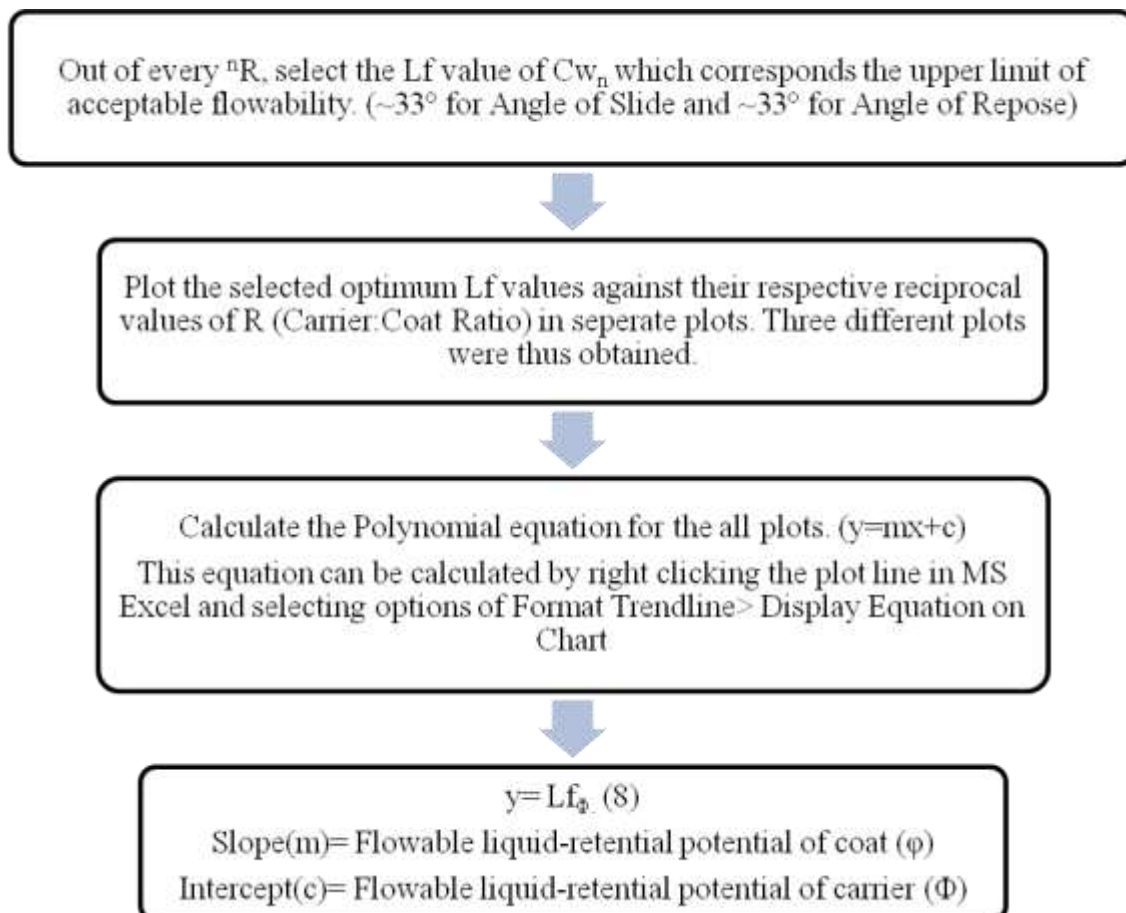 Out of every ⁿR, select the Lf value of Cwₙ which corresponds the upper limit of
acceptable flowability. (~33° for Angle of Slide and ~33° for Angle of Repose)
Plot the selected optimum Lf values against their respective reciprocal
values of R (Carrier:Coat Ratio) in seperate plots. Three different plots
were thus obtained.
Calculate the Polynomial equation for the all plots. (y=mx+c)
This equation can be calculated by right clicking the plot line in MS
Excel and selecting options of Format Trendline> Display Equation on
Chart
y= Lf_Φ. (8)
Slope(m)= Flowable liquid-retential potential of coat (φ)
Intercept(c)= Flowable liquid-retential potential of carrier (Φ)